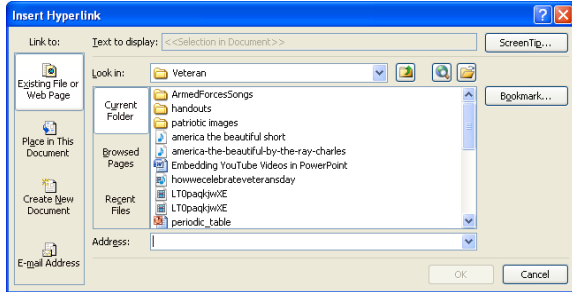 Insert Hyperlink
Link to:
Text to display: <<Selection in Document>>
ScreenTip...
Existing File or
Web Page
Look in:
Veteran
Current
Folder
ArmedForcesSongs
handouts
patriotic images
america the beautiful short
america-the-beautiful-by-the-ray-charles
Embedding YouTube Videos in PowerPoint
howwecelebrateveteransday
LT0paqkjwXE
LT0paqkjwXE
periodic_table
Bookmark...
Place in This
Document
Browsed
Pages
Create New
Document
Recent
Files
E-mail Address
Address:
OK
Cancel